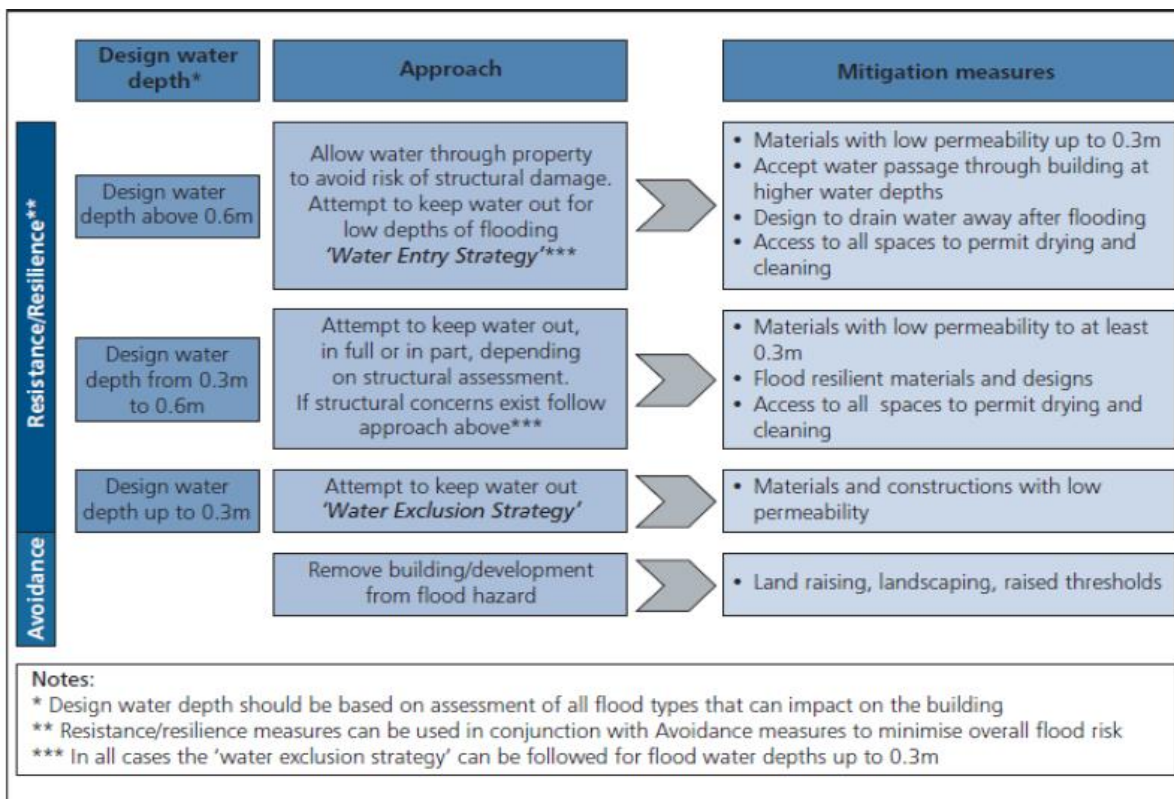 Design water
depth*
Approach
Mitigation measures
Resistance/Resilience**
Design water
depth above 0.6m
Allow water through property
to avoid risk of structural damage.
Attempt to keep water out for
low depths of flooding
‘Water Entry Strategy’***
• Materials with low permeability up to 0.3m
• Accept water passage through building at
higher water depths
• Design to drain water away after flooding
• Access to all spaces to permit drying and
cleaning
Design water
depth from 0.3m
to 0.6m
Attempt to keep water out,
in full or in part, depending
on structural assessment.
If structural concerns exist follow
approach above***
• Materials with low permeability to at least
0.3m
• Flood resilient materials and designs
• Access to all spaces to permit drying and
cleaning
Design water
depth up to 0.3m
Attempt to keep water out
‘Water Exclusion Strategy’
• Materials and constructions with low
permeability
Avoidance
Remove building/development
from flood hazard
• Land raising, landscaping, raised thresholds
Notes:
* Design water depth should be based on assessment of all flood types that can impact on the building
** Resistance/resilience measures can be used in conjunction with Avoidance measures to minimise overall flood risk
*** In all cases the ‘water exclusion strategy’ can be followed for flood water depths up to 0.3m